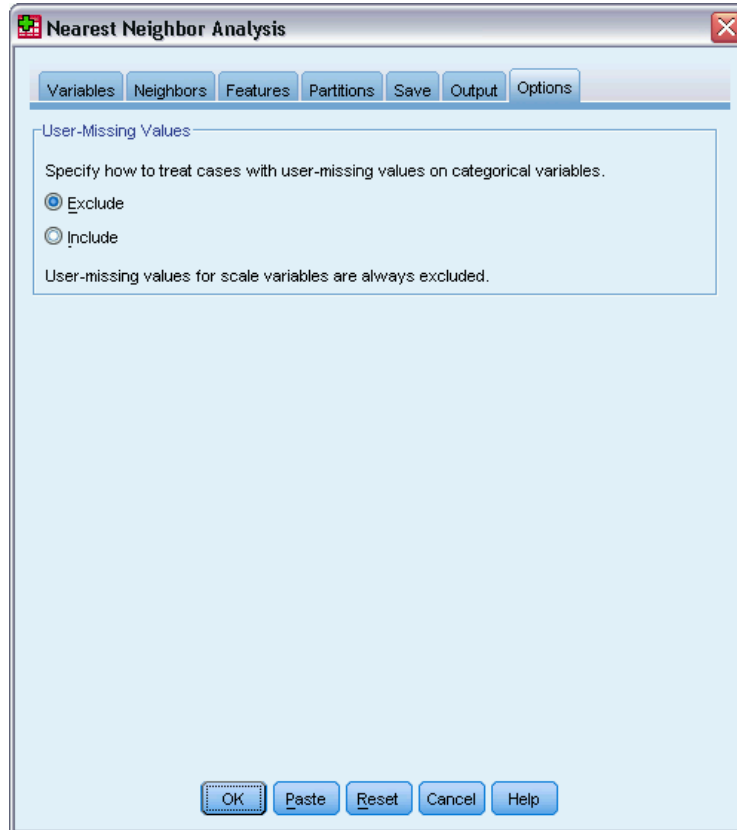 Nearest Neighbor Analysis
Variables Neighbors Features Partitions Save Output Options
User-Missing Values
Specify how to treat cases with user-missing values on categorical variables.
Exclude
Include
User-missing values for scale variables are always excluded.
OK Paste Reset Cancel Help